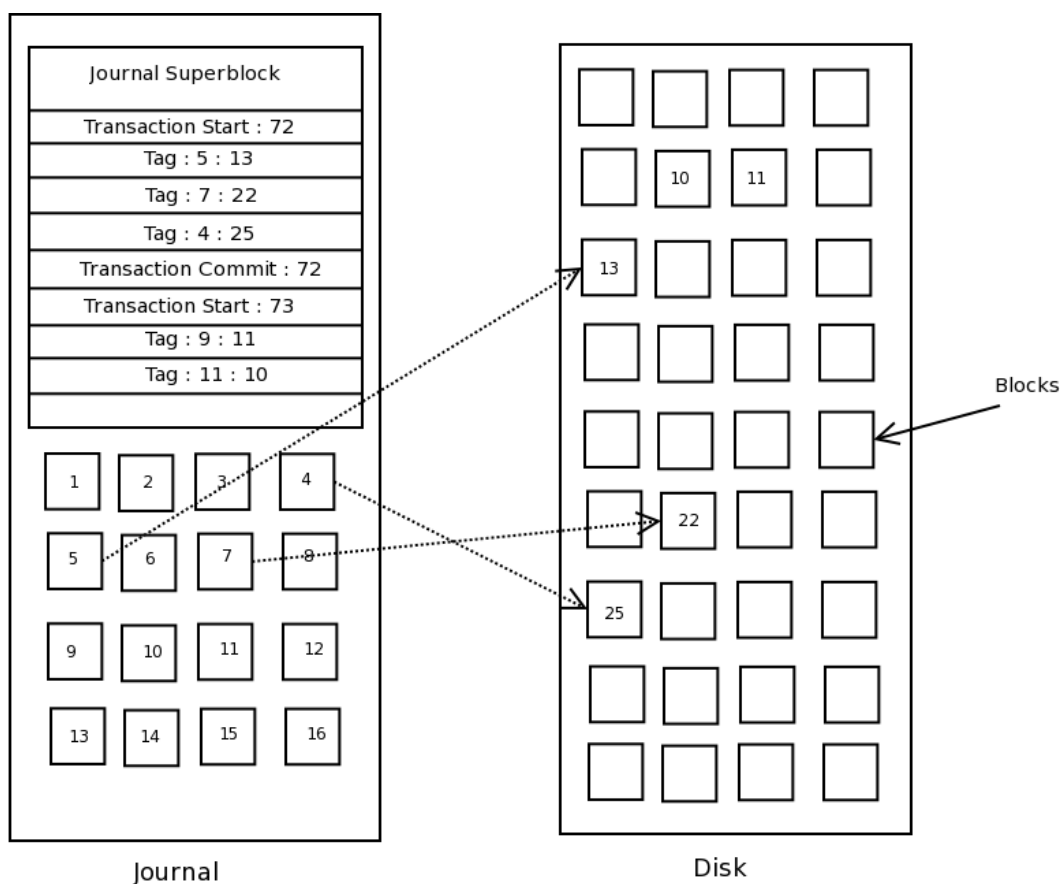 Journal Superblock
Transaction Start : 72
Tag : 5 : 13
Tag : 7 : 22
Tag : 4 : 25
Transaction Commit : 72
Transaction Start : 73
Tag : 9 : 11
Tag : 11 : 10
1 2 3 4
5 6 7 8
9 10 11 12
13 14 15 16
Journal
10 11
13
22
25
Disk
Blocks